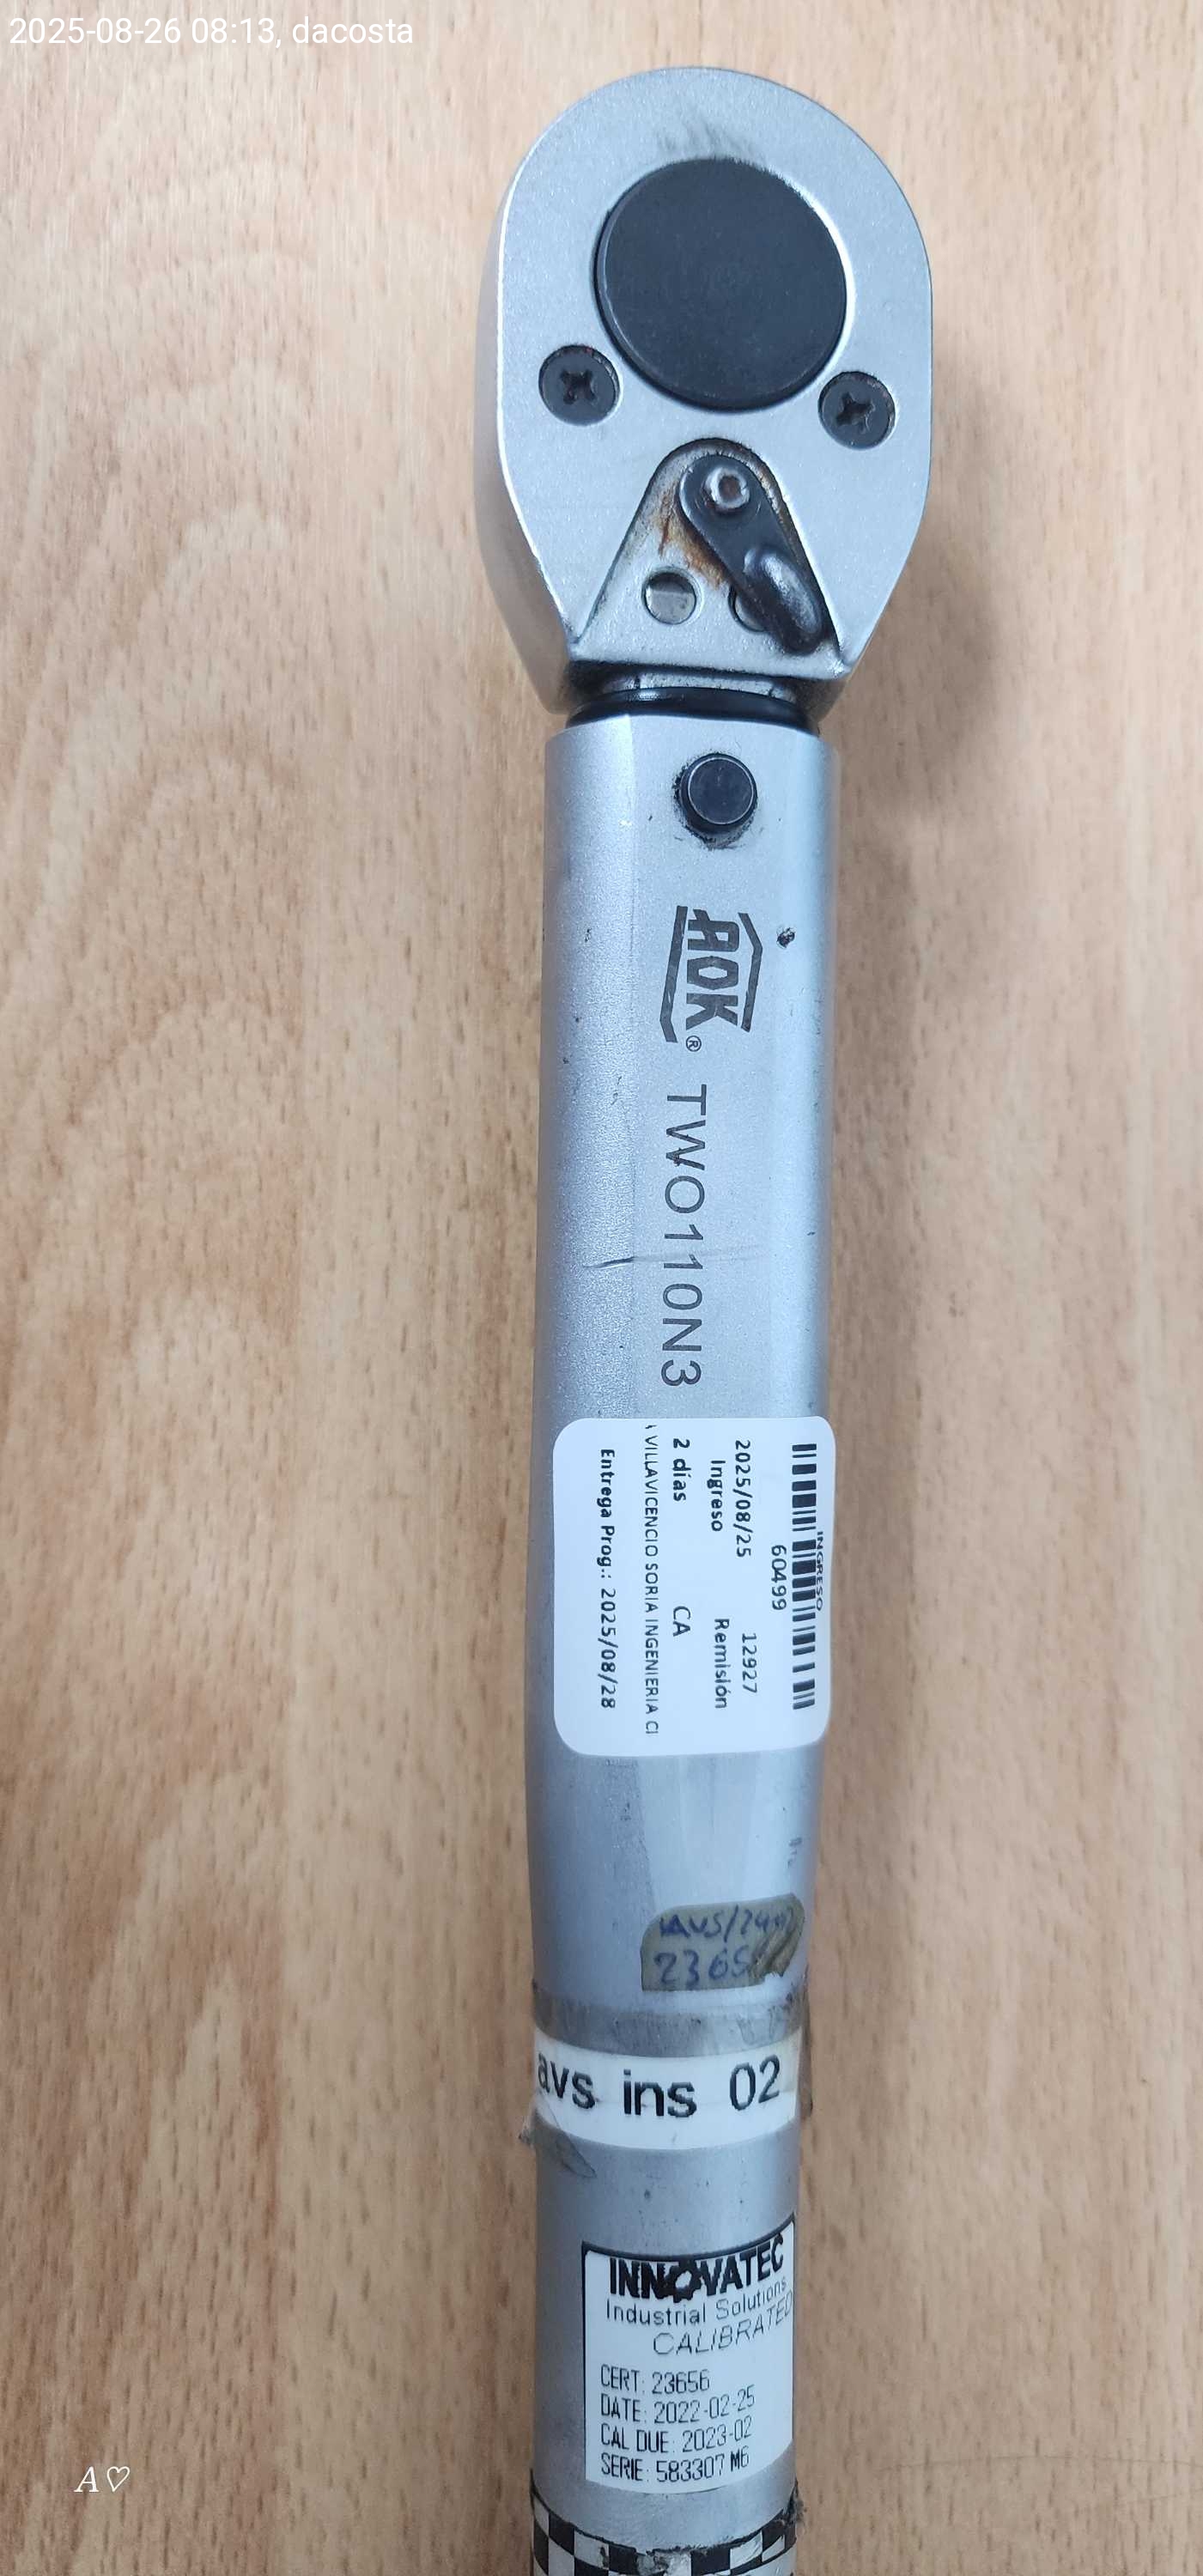 2025-08-26 08:13, dacosta
AOK®
TWO110N3
INGRESO
60499
2025/08/25 12927
Ingreso Remisión
2 días CA
VILLAVICENCIO SORIA INGENIERIA CI
Entrega Prog.: 2025/08/28
avs ins 02
INNOVATEC
Industrial Solutions
CALIBRATED
CERT: 23656
DATE: 2022-02-25
CAL DUE: 2023-02
SERIE: 583307 M6
A♡